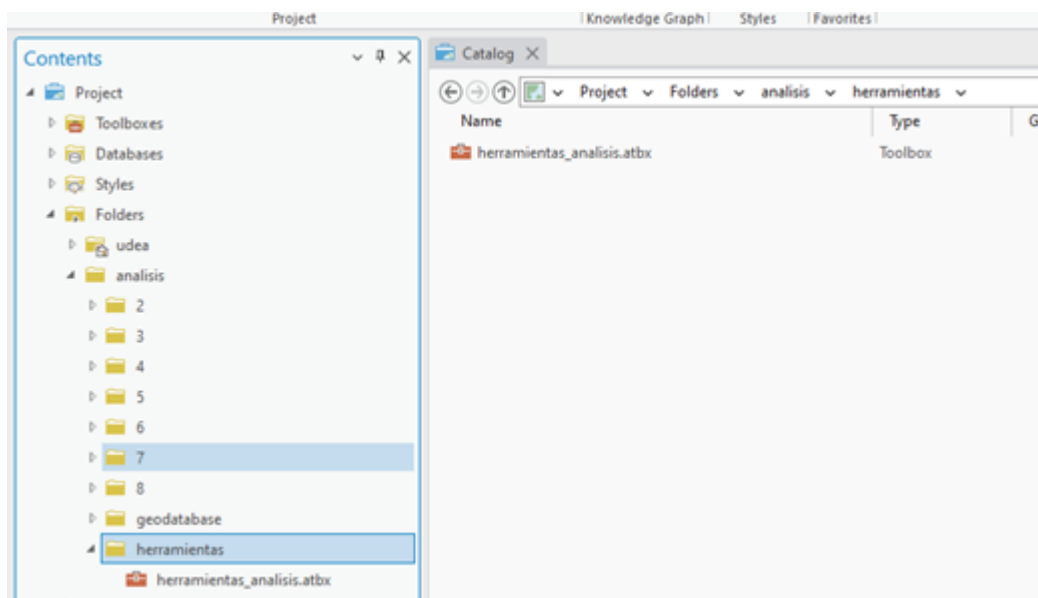 Project Knowledge Graph Styles Favorites
Contents
Project
Toolboxes
Databases
Styles
Folders
udea
analisis
2
3
4
5
6
7
8
geodatabase
herramientas
herramientas_analisis.atbx
Catalog
Project Folders analisis herramientas
Name Type G
herramientas_analisis.atbx Toolbox